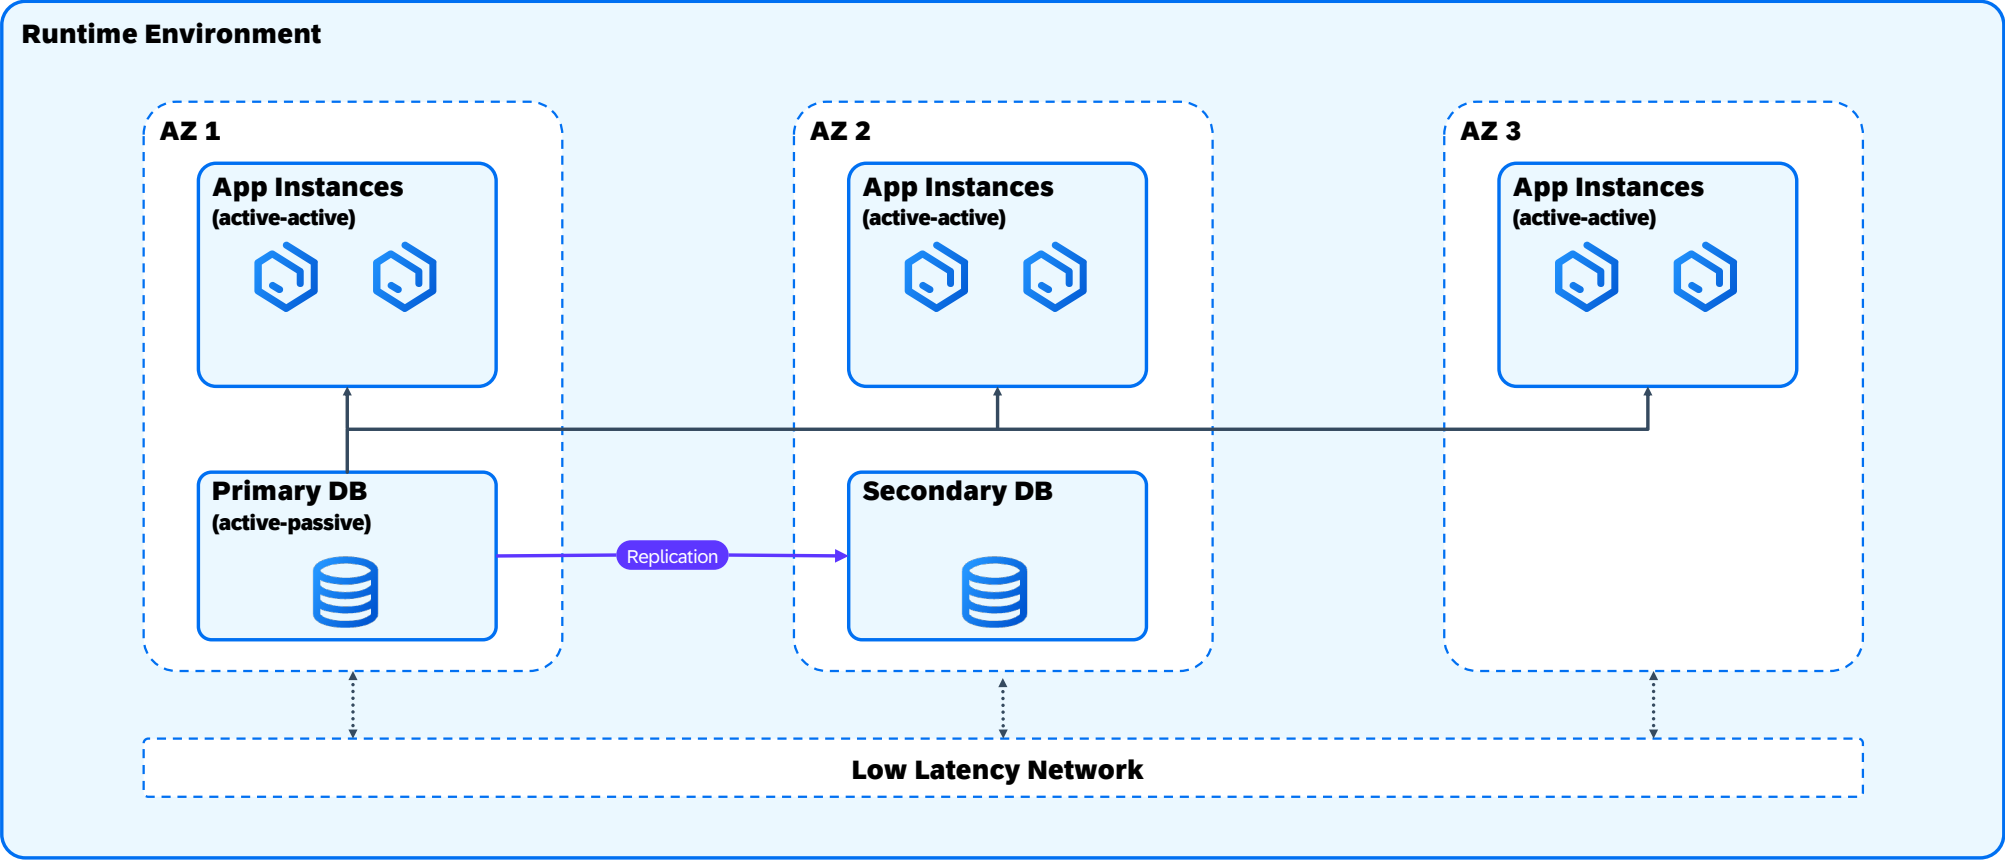 Runtime Environment
AZ 1
App Instances
(active-active)
Primary DB
(active-passive)
Replication
AZ 2
App Instances
(active-active)
Secondary DB
AZ 3
App Instances
(active-active)
Low Latency Network